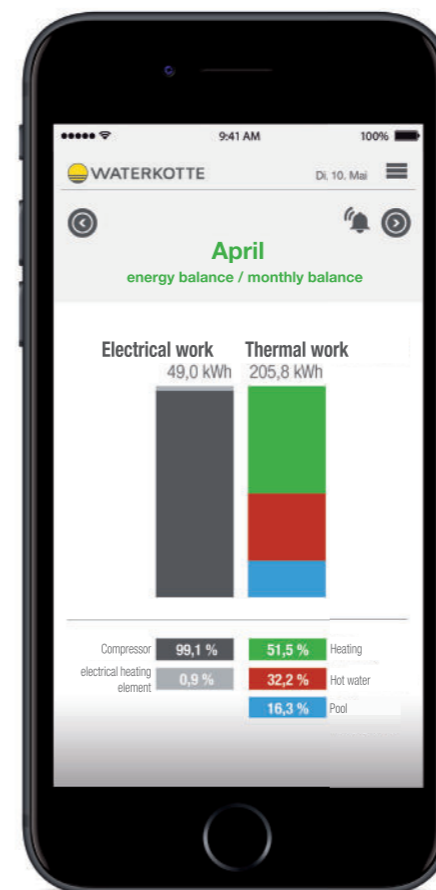 9:41 AM
100%
WATERKOTTE
Di, 10. Mai
April
energy balance / monthly balance
Electrical work
Thermal work
49,0 kWh
205,8 kWh
Compressor
99,1 %
51,5 %
Heating
electrical heating
element
0,9 %
32,2 %
Hot water
16,3 %
Pool